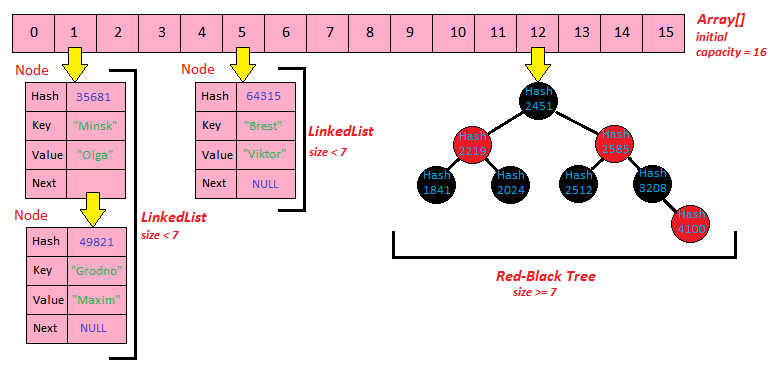 0 1 2 3 4 5 6 7 8 9 10 11 12 13 14 15
Array[]
initial
capacity = 16
Node
Hash 35681
Key "Minsk"
Value "Olga"
Next
LinkedList
size < 7
Node
Hash 49821
Key "Grodno"
Value "Maxim"
Next NULL
Node
Hash 64315
Key "Brest"
Value "Viktor"
Next NULL
LinkedList
size < 7
Hash
2451
Hash
2219
Hash
2585
Hash
1841
Hash
2024
Hash
2512
Hash
3208
Hash
4100
Red-Black Tree
size >= 7